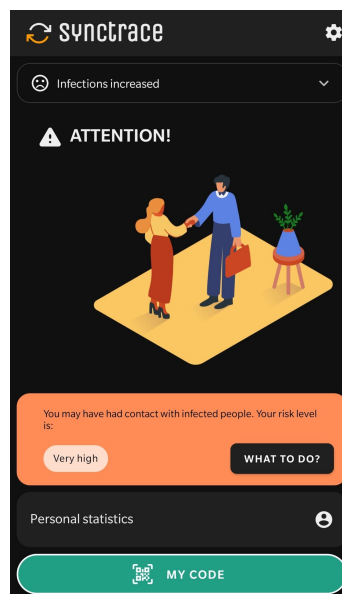 Synctrace
Infections increased
ATTENTION!
You may have had contact with infected people. Your risk level
is:
Very high
WHAT TO DO?
Personal statistics
MY CODE